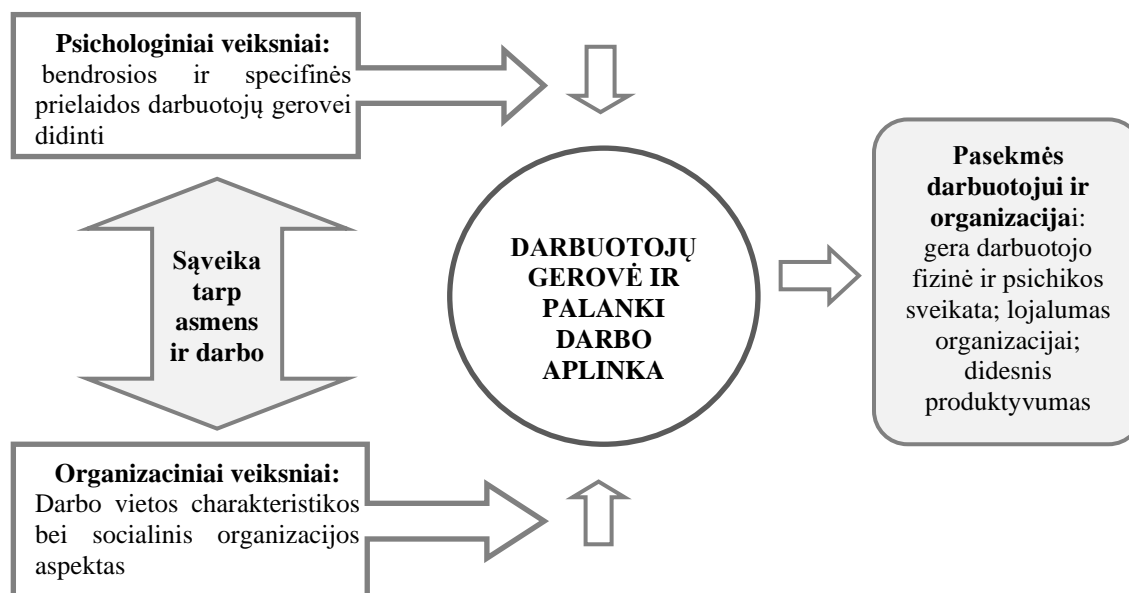 Psichologiniai veiksniai:
bendrosios ir specifinės
prielaidos darbuotojų gerovei
didinti
Sąveika
tarp
asmens
ir darbo
Organizaciniai veiksniai:
Darbo vietos charakteristikos
bei socialinis organizacijos
aspektas
DARBUOTOJŲ
GEROVĖ IR
PALANKI
DARBO
APLINKA
Pasekmės
darbuotojui ir
organizacijai:
gera darbuotojo
fizinė ir psichikos
sveikata; lojalumas
organizacijai;
didesnis
produktyvumas